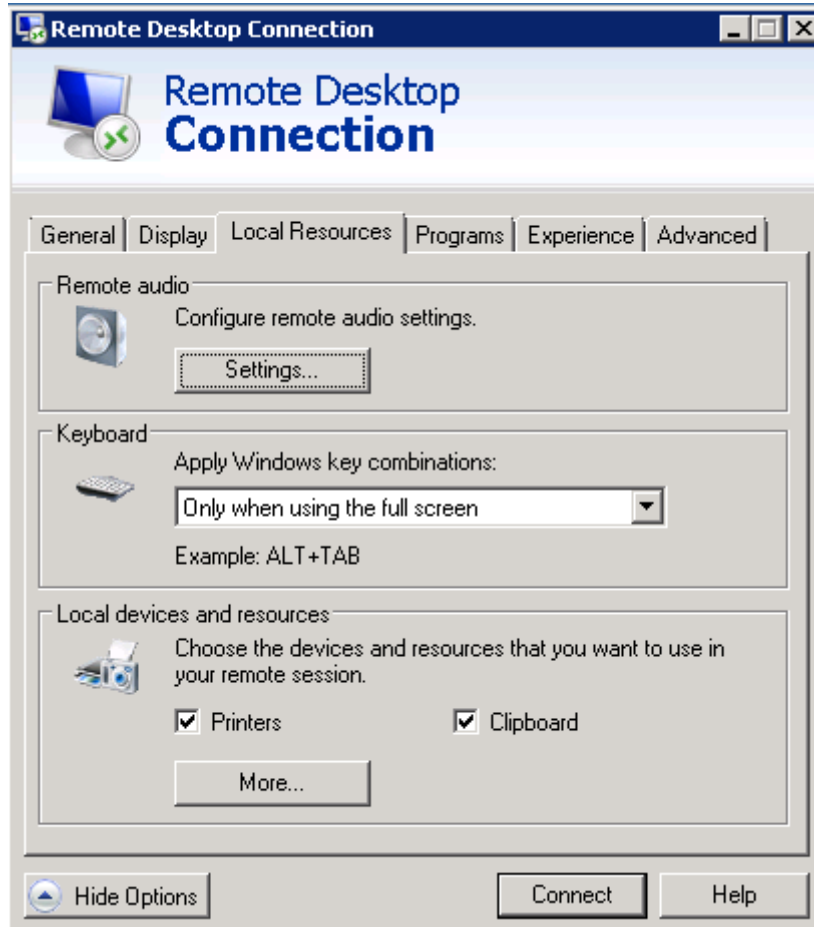 Remote Desktop Connection
Remote Desktop
Connection
General Display Local Resources Programs Experience Advanced
Remote audio
Configure remote audio settings.
Settings...
Keyboard
Apply Windows key combinations:
Only when using the full screen
Example: ALT+TAB
Local devices and resources
Choose the devices and resources that you want to use in
your remote session.
Printers Clipboard
More...
Hide Options Connect Help